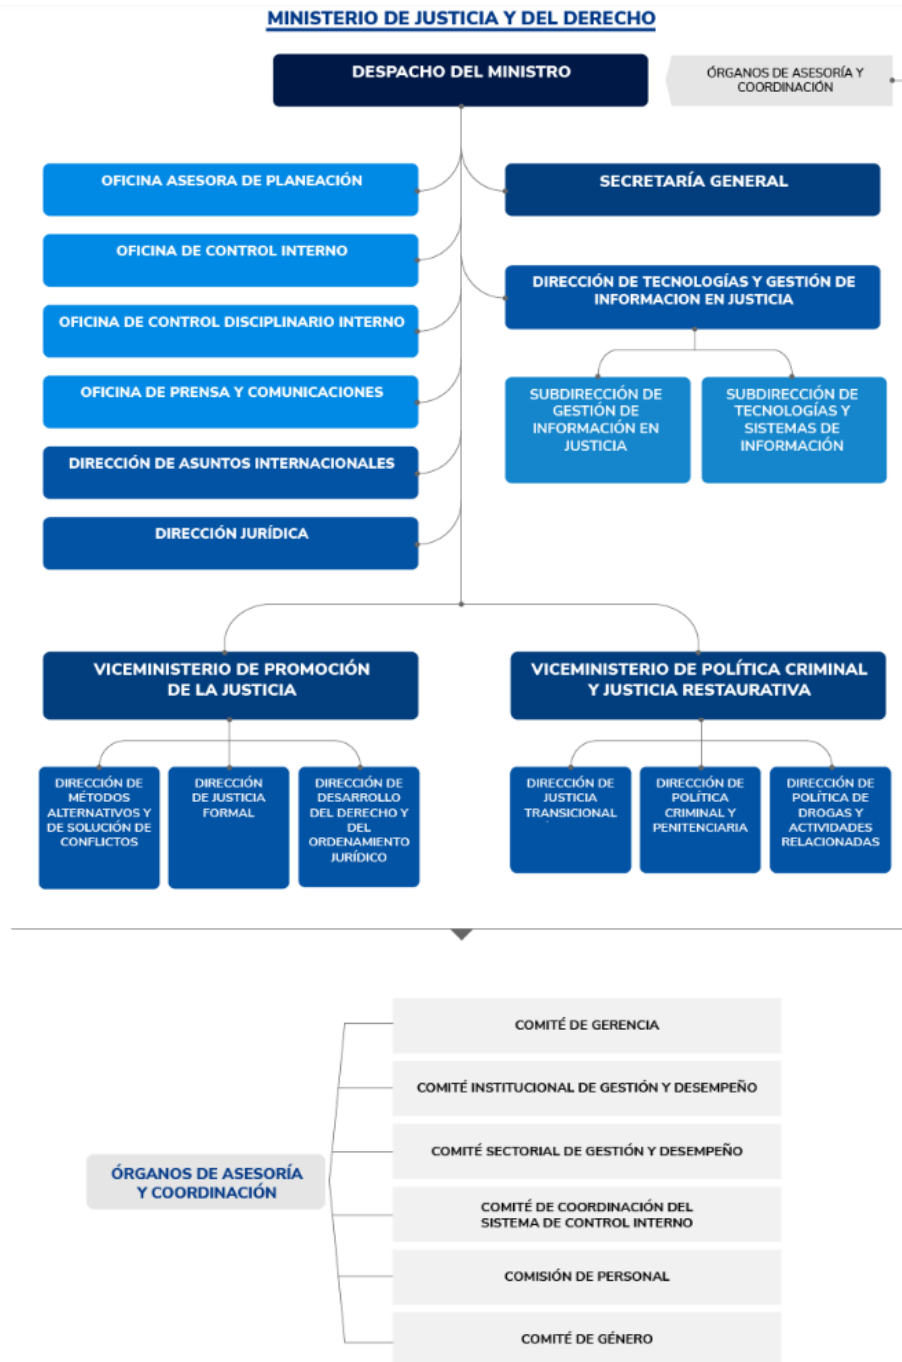 MINISTERIO DE JUSTICIA Y DEL DERECHO
DESPACHO DEL MINISTRO
ÓRGANOS DE ASESORÍA Y
COORDINACIÓN
OFICINA ASESORA DE PLANEACIÓN
OFICINA DE CONTROL INTERNO
OFICINA DE CONTROL DISCIPLINARIO INTERNO
OFICINA DE PRENSA Y COMUNICACIONES
DIRECCIÓN DE ASUNTOS INTERNACIONALES
DIRECCIÓN JURÍDICA
SECRETARÍA GENERAL
DIRECCIÓN DE TECNOLOGÍAS Y GESTIÓN DE
INFORMACION EN JUSTICIA
SUBDIRECCIÓN DE
GESTIÓN DE
INFORMACIÓN EN
JUSTICIA
SUBDIRECCIÓN DE
TECNOLOGÍAS Y
SISTEMAS DE
INFORMACIÓN
VICEMINISTERIO DE PROMOCIÓN
DE LA JUSTICIA
DIRECCIÓN DE
MÉTODOS
ALTERNATIVOS Y
DE SOLUCIÓN DE
CONFLICTOS
DIRECCIÓN
DE JUSTICIA
FORMAL
DIRECCIÓN DE
DESARROLLO
DEL DERECHO Y
DEL
ORDENAMIENTO
JURÍDICO
VICEMINISTERIO DE POLÍTICA CRIMINAL
Y JUSTICIA RESTAURATIVA
DIRECCIÓN DE
JUSTICIA
TRANSICIONAL
DIRECCIÓN DE
POLÍTICA
CRIMINAL Y
PENITENCIARIA
DIRECCIÓN DE
POLÍTICA DE
DROGAS Y
ACTIVIDADES
RELACIONADAS
ÓRGANOS DE ASESORÍA
Y COORDINACIÓN
COMITÉ DE GERENCIA
COMITÉ INSTITUCIONAL DE GESTIÓN Y DESEMPEÑO
COMITÉ SECTORIAL DE GESTIÓN Y DESEMPEÑO
COMITÉ DE COORDINACIÓN DEL
SISTEMA DE CONTROL INTERNO
COMISIÓN DE PERSONAL
COMITÉ DE GÉNERO